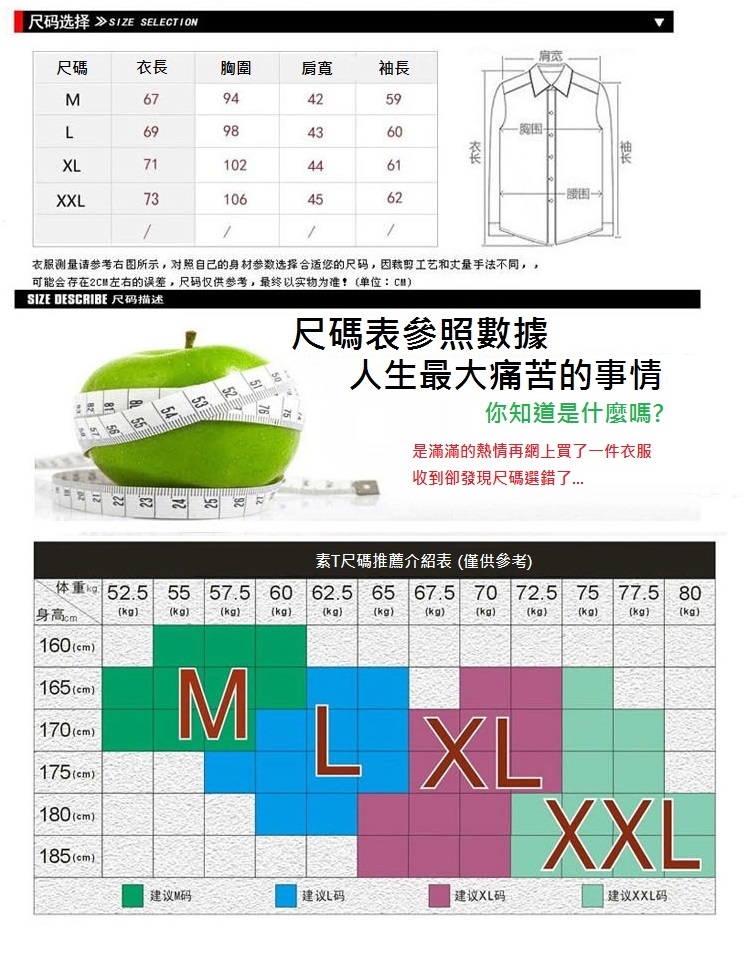 尺码选择 ≫SIZE SELECTION ▼
尺碼 衣長 胸圍 肩寬 袖長
M 67 94 42 59
L 69 98 43 60
XL 71 102 44 61
XXL 73 106 45 62
/ / / /
肩宽
胸围
衣长
袖长
腰围
衣服测量请参考右图所示，对照自己的身材参数选择合适您的尺码，因裁剪工艺和丈量手法不同，，
可能会存在2CM左右的误差，尺码仅供参考，最终以实物为准！(单位：CM)
SIZE DESCRIBE 尺码描述
尺碼表參照數據
人生最大痛苦的事情
你知道是什麼嗎?
是滿滿的熱情再網上買了一件衣服
收到卻發現尺碼選錯了...
素T尺碼推薦介紹表 (僅供參考)
体重kg 52.5 55 57.5 60 62.5 65 67.5 70 72.5 75 77.5 80
身高cm (kg) (kg) (kg) (kg) (kg) (kg) (kg) (kg) (kg) (kg) (kg) (kg)
160(cm)
165(cm)
170(cm)
175(cm)
180(cm)
185(cm)
M
L
XL
XXL
建议M码 建议L码 建议XL码 建议XXL码